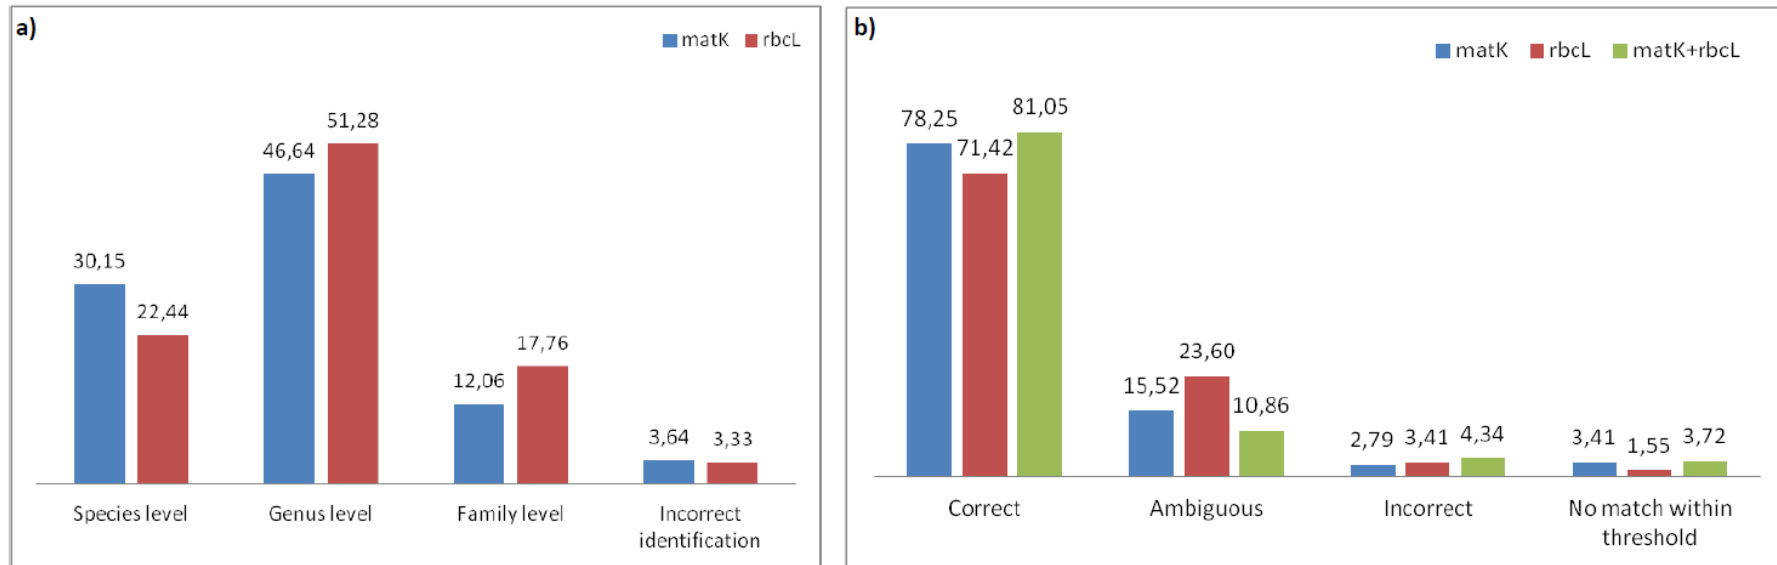 a)
matK rbcL
51,28
46,64
30,15
22,44
17,76
12,06
3,64 3,33
Species level Genus level Family level Incorrect
identification
b)
matK rbcL matK+rbcL
78,25 71,42 81,05
15,52 23,60 10,86
2,79 3,41 4,34
3,41 1,55 3,72
Correct Ambiguous Incorrect No match within
threshold